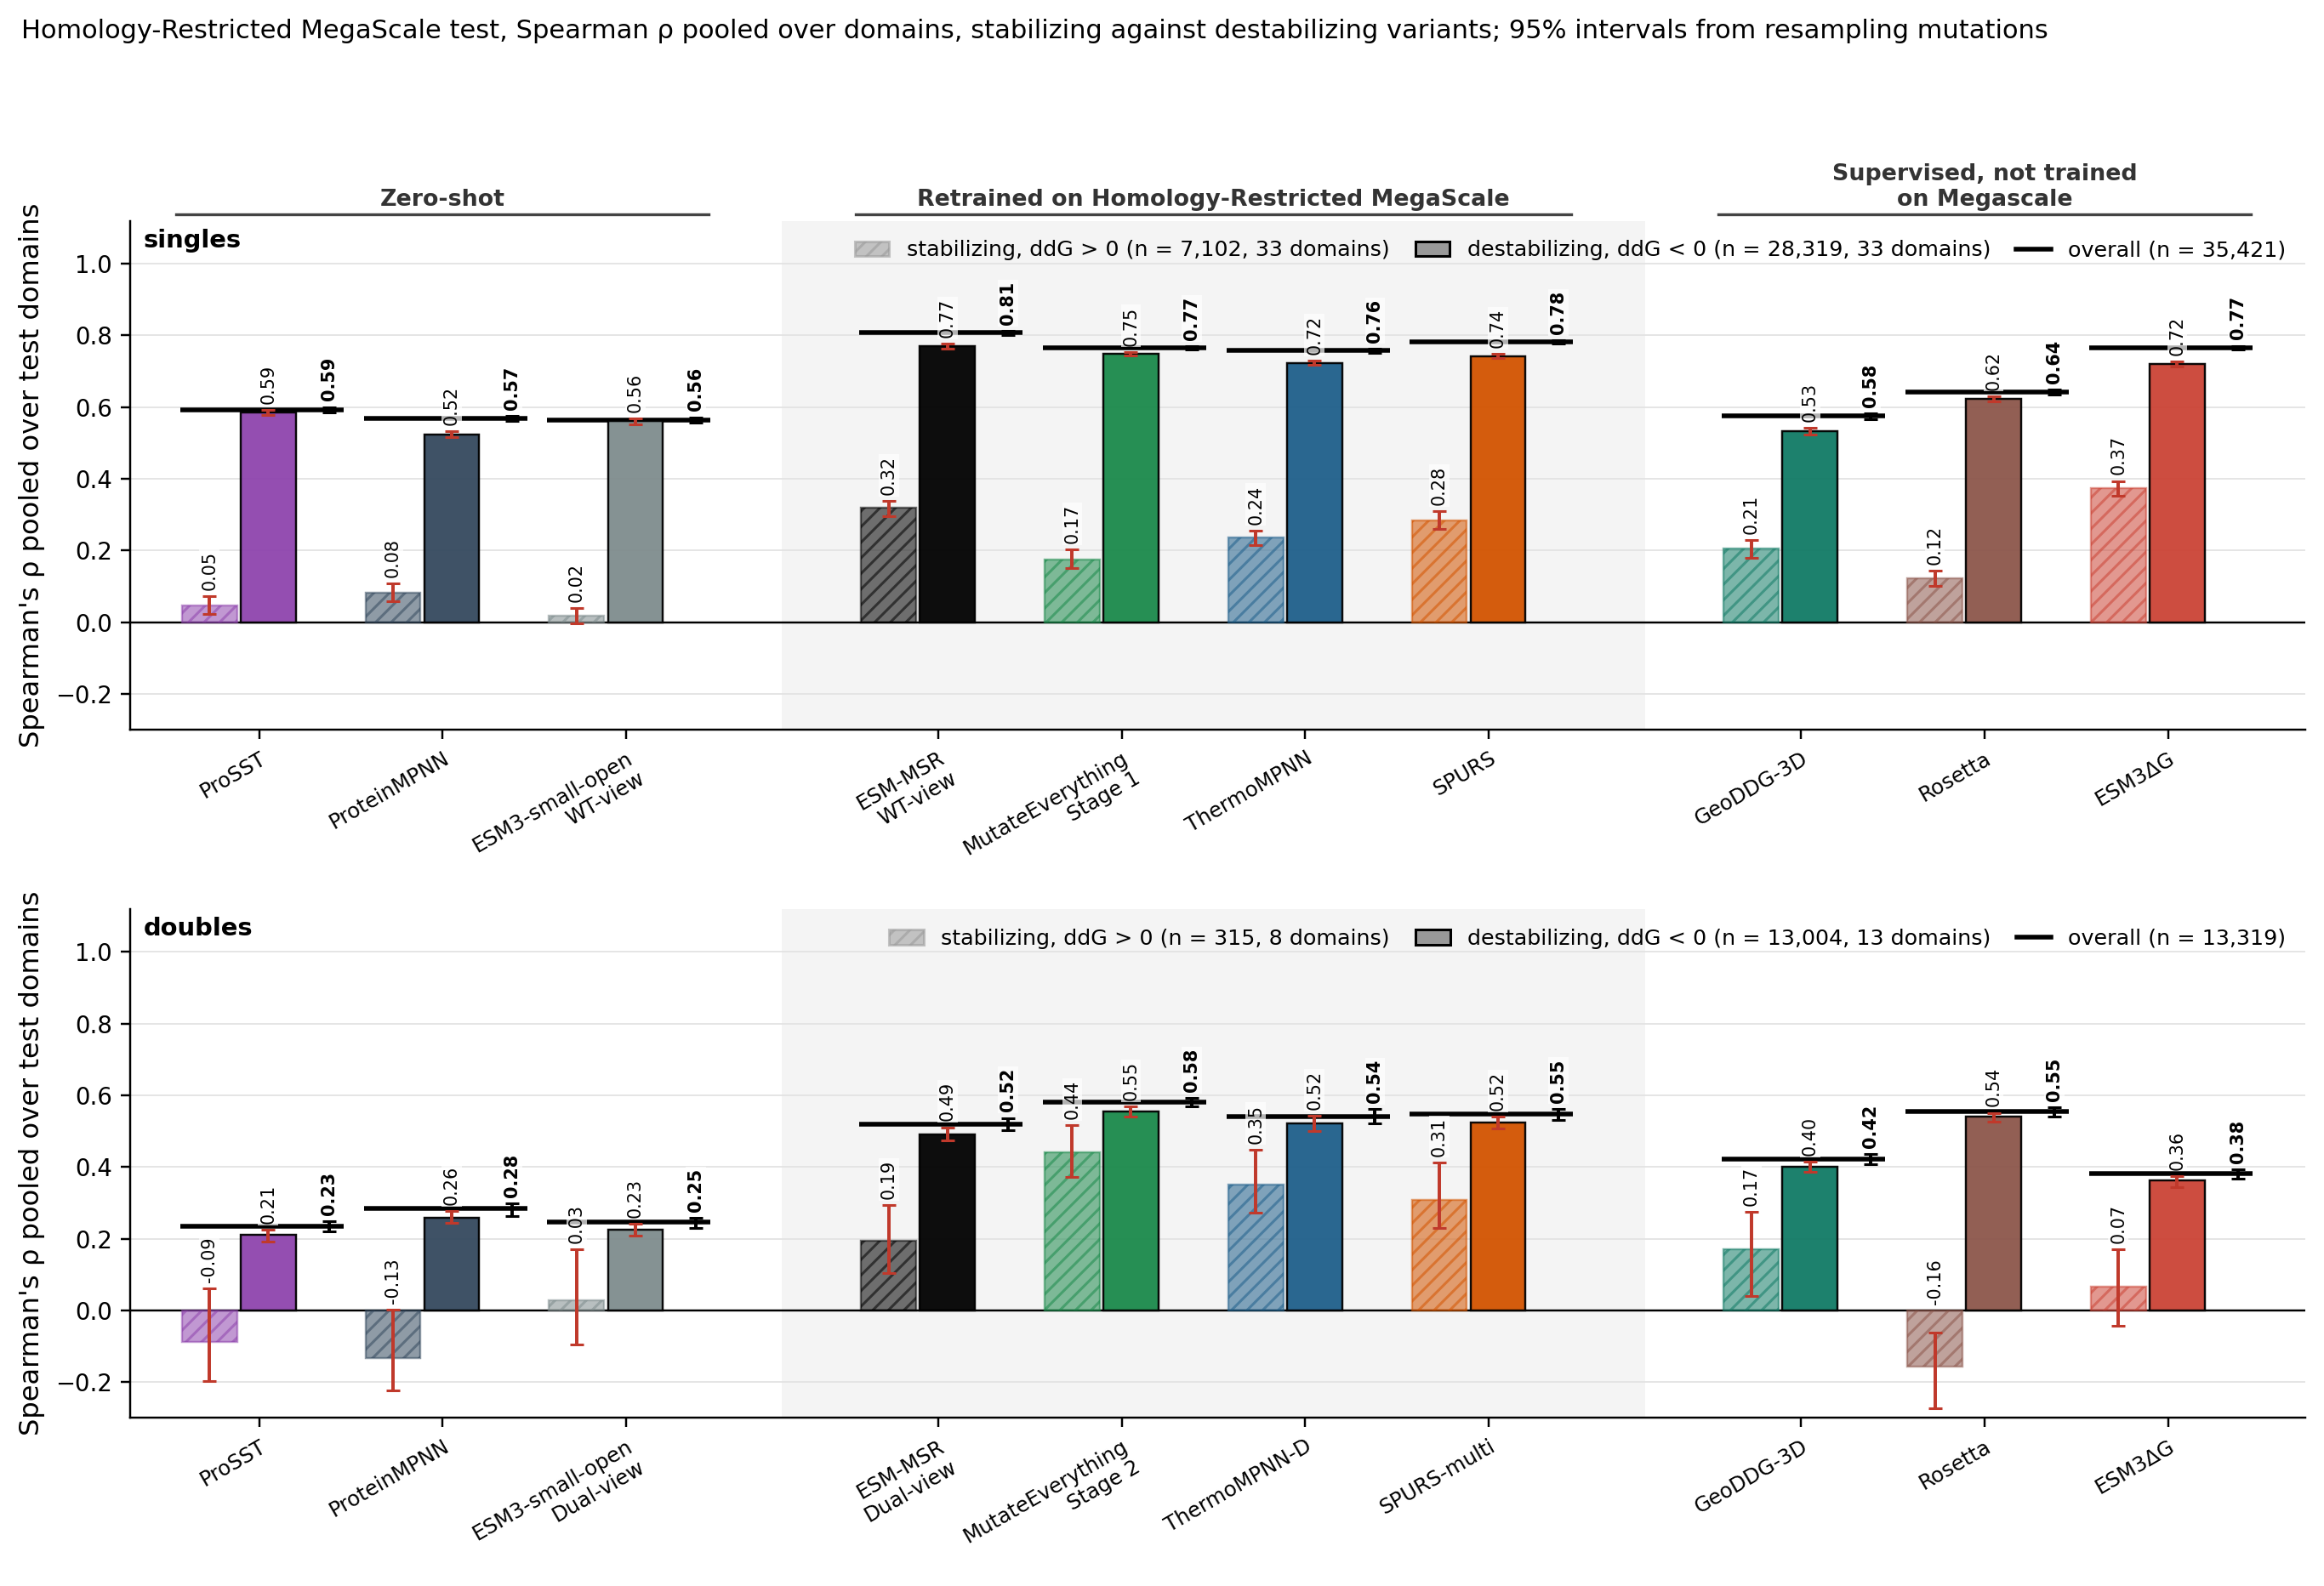 Homology-Restricted MegaScale test, Spearman ρ pooled over domains, stabilizing against destabilizing variants; 95% intervals from resampling mutations
Zero-shot
Retrained on Homology-Restricted MegaScale
Supervised, not trained
on Megascale
singles
stabilizing, ddG > 0 (n = 7,102, 33 domains)
destabilizing, ddG < 0 (n = 28,319, 33 domains)
overall (n = 35,421)
Spearman's ρ pooled over test domains
1.0
0.8
0.6
0.4
0.2
0.0
−0.2
0.05
0.59
0.59
0.08
0.52
0.57
0.02
0.56
0.56
0.32
0.77
0.81
0.17
0.75
0.77
0.24
0.72
0.76
0.28
0.74
0.78
0.21
0.53
0.58
0.12
0.62
0.64
0.37
0.72
0.77
ProSST
ProteinMPNN
ESM3-small-open
WT-view
ESM-MSR
WT-view
MutateEverything
Stage 1
ThermoMPNN
SPURS
GeoDDG-3D
Rosetta
ESM3ΔG
doubles
stabilizing, ddG > 0 (n = 315, 8 domains)
destabilizing, ddG < 0 (n = 13,004, 13 domains)
overall (n = 13,319)
Spearman's ρ pooled over test domains
1.0
0.8
0.6
0.4
0.2
0.0
−0.2
-0.09
0.21
0.23
-0.13
0.26
0.28
0.03
0.23
0.25
0.19
0.49
0.52
0.44
0.55
0.58
0.35
0.52
0.54
0.31
0.52
0.55
0.17
0.40
0.42
-0.16
0.54
0.55
0.07
0.36
0.38
ProSST
ProteinMPNN
ESM3-small-open
Dual-view
ESM-MSR
Dual-view
MutateEverything
Stage 2
ThermoMPNN-D
SPURS-multi
GeoDDG-3D
Rosetta
ESM3ΔG